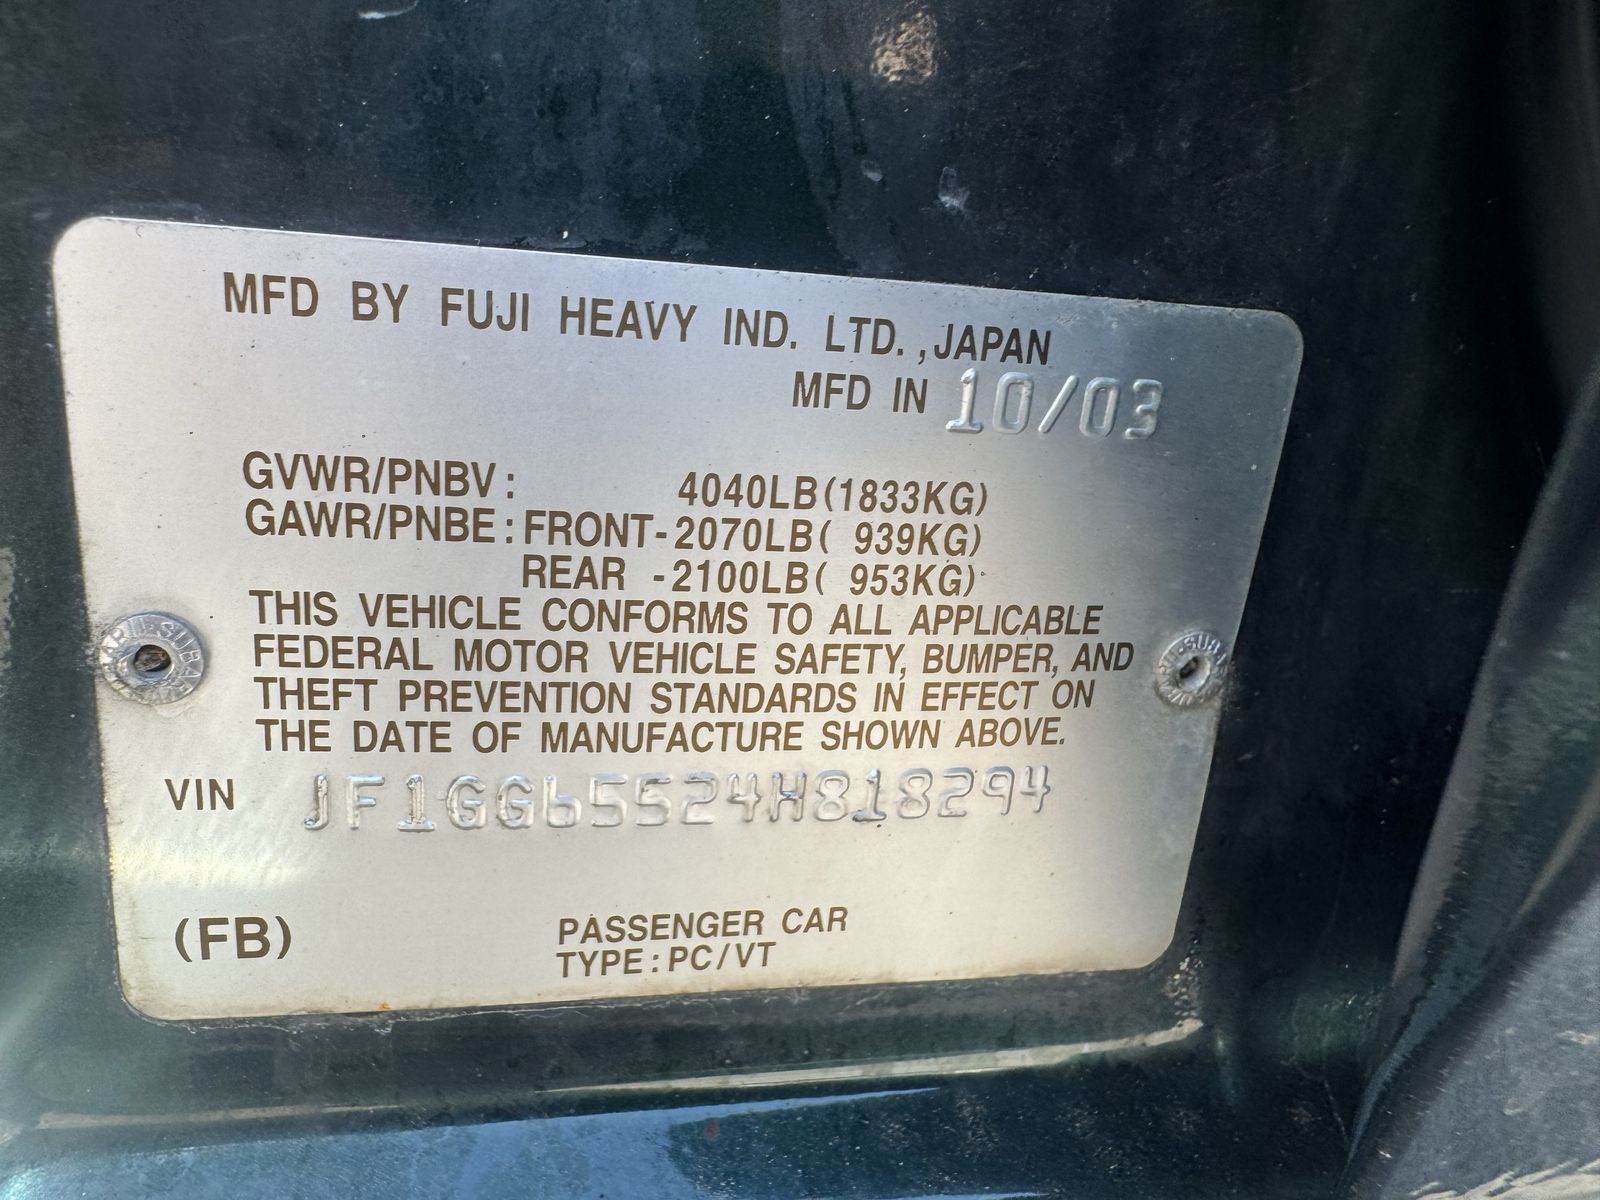 MFD BY FUJI HEAVY IND. LTD.,JAPAN
MFD IN 10/03
GVWR/PNBV: 4040LB(1833KG)
GAWR/PNBE:FRONT-2070LB( 939KG)
REAR -2100LB( 953KG)
THIS VEHICLE CONFORMS TO ALL APPLICABLE
FEDERAL MOTOR VEHICLE SAFETY, BUMPER, AND
THEFT PREVENTION STANDARDS IN EFFECT ON
THE DATE OF MANUFACTURE SHOWN ABOVE.
VIN JF1GG65524H818294
(FB) PASSENGER CAR
TYPE:PC/VT